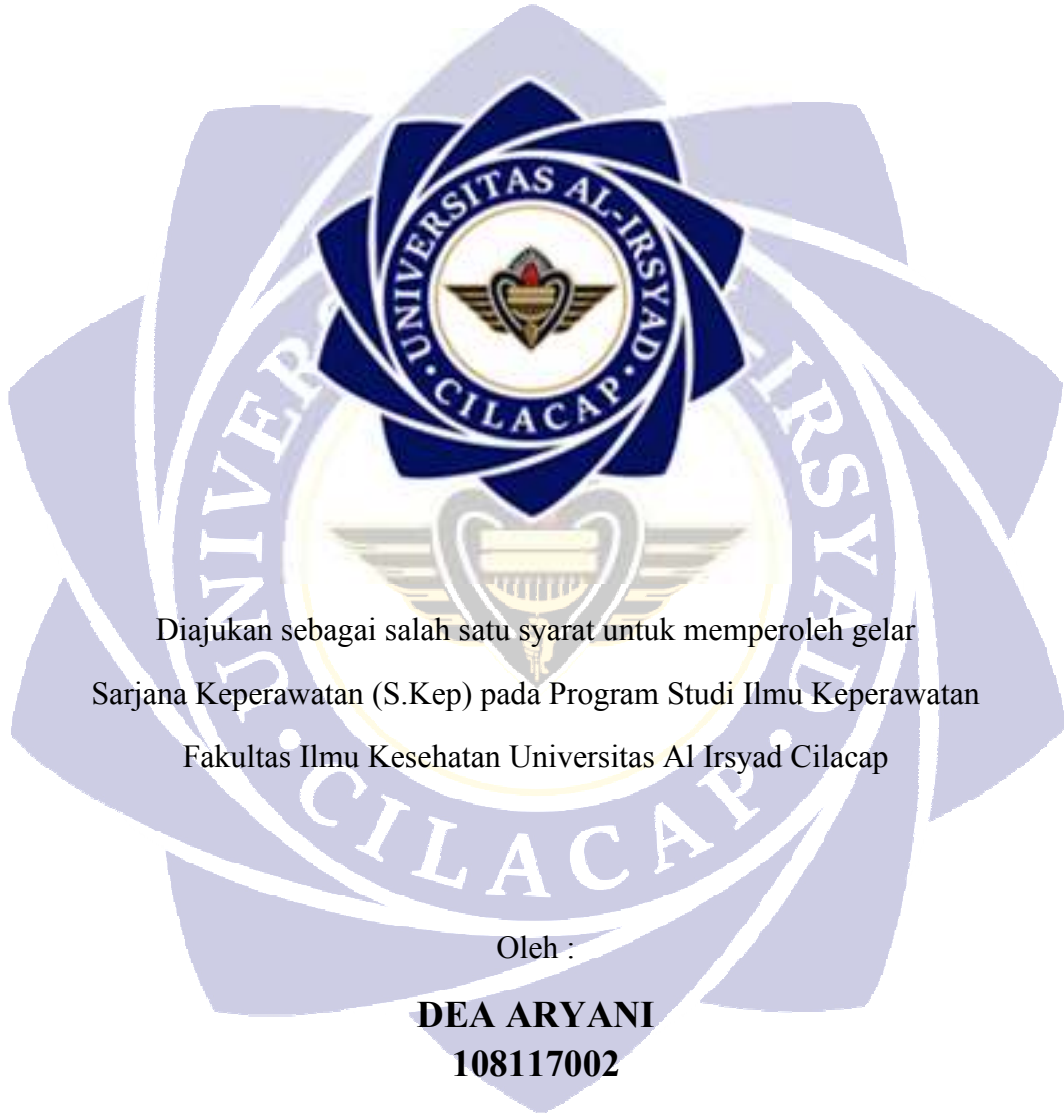 UNIVERSITAS AL-IRSYAD
CILACAP
Diajukan sebagai salah satu syarat untuk memperoleh gelar
Sarjana Keperawatan (S.Kep) pada Program Studi Ilmu Keperawatan
Fakultas Ilmu Kesehatan Universitas Al Irsyad Cilacap
CILACAP
Oleh :
DEA ARYANI
108117002